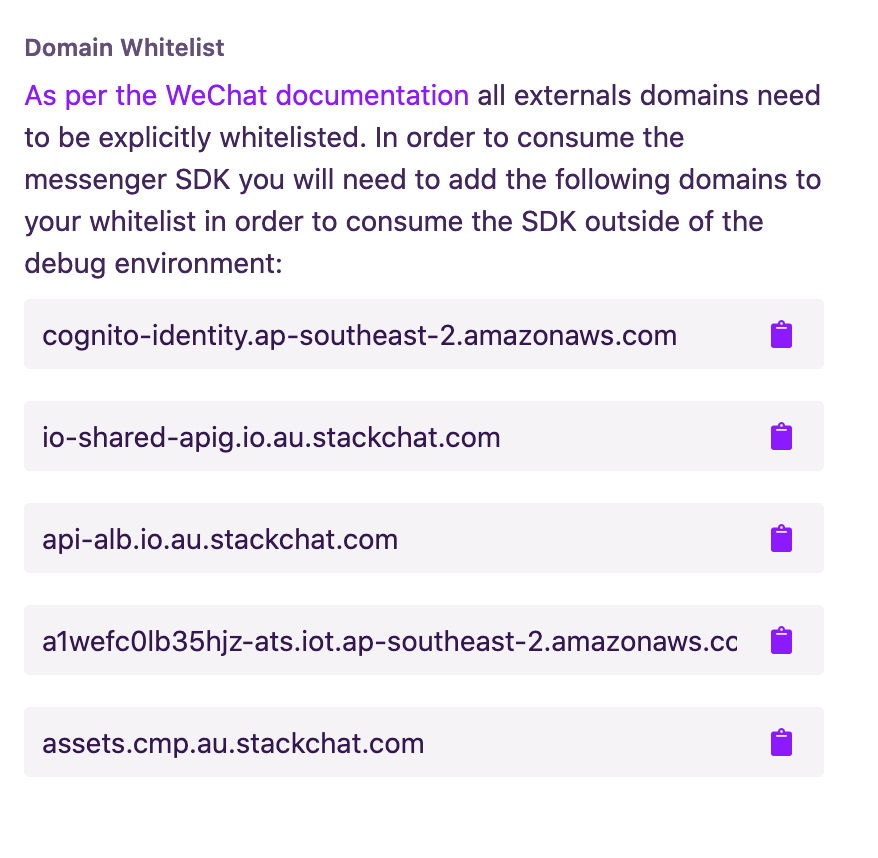 Domain Whitelist
As per the WeChat documentation all externals domains need
to be explicitly whitelisted. In order to consume the
messenger SDK you will need to add the following domains to
your whitelist in order to consume the SDK outside of the
debug environment:
cognito-identity.ap-southeast-2.amazonaws.com
io-shared-apig.io.au.stackchat.com
api-alb.io.au.stackchat.com
a1wefc0lb35hjz-ats.iot.ap-southeast-2.amazonaws.co
assets.cmp.au.stackchat.com